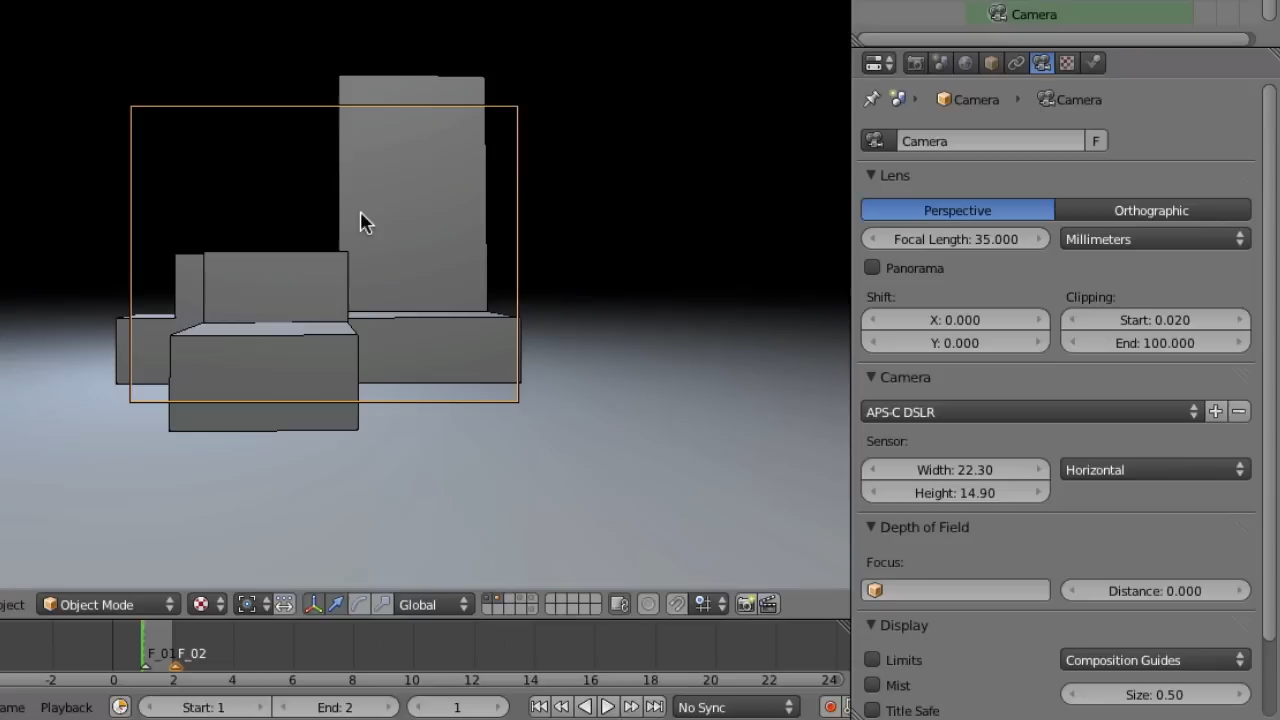 Camera
Camera
Camera
Camera
F
Lens
Perspective
Orthographic
Focal Length: 35.000
Millimeters
Panorama
Shift:
Clipping:
X: 0.000
Start: 0.020
Y: 0.000
End: 100.000
Camera
APS-C DSLR
Sensor:
Width: 22.30
Horizontal
Height: 14.90
Depth of Field
Focus:
Distance: 0.000
Display
Limits
Composition Guides
Mist
Size: 0.50
Title Safe
ject
Object Mode
Global
F_01
F_02
-2 0 2 4 6 8 10 12 14 16 18 20 22 24
ame
Playback
Start: 1
End: 2
1
No Sync